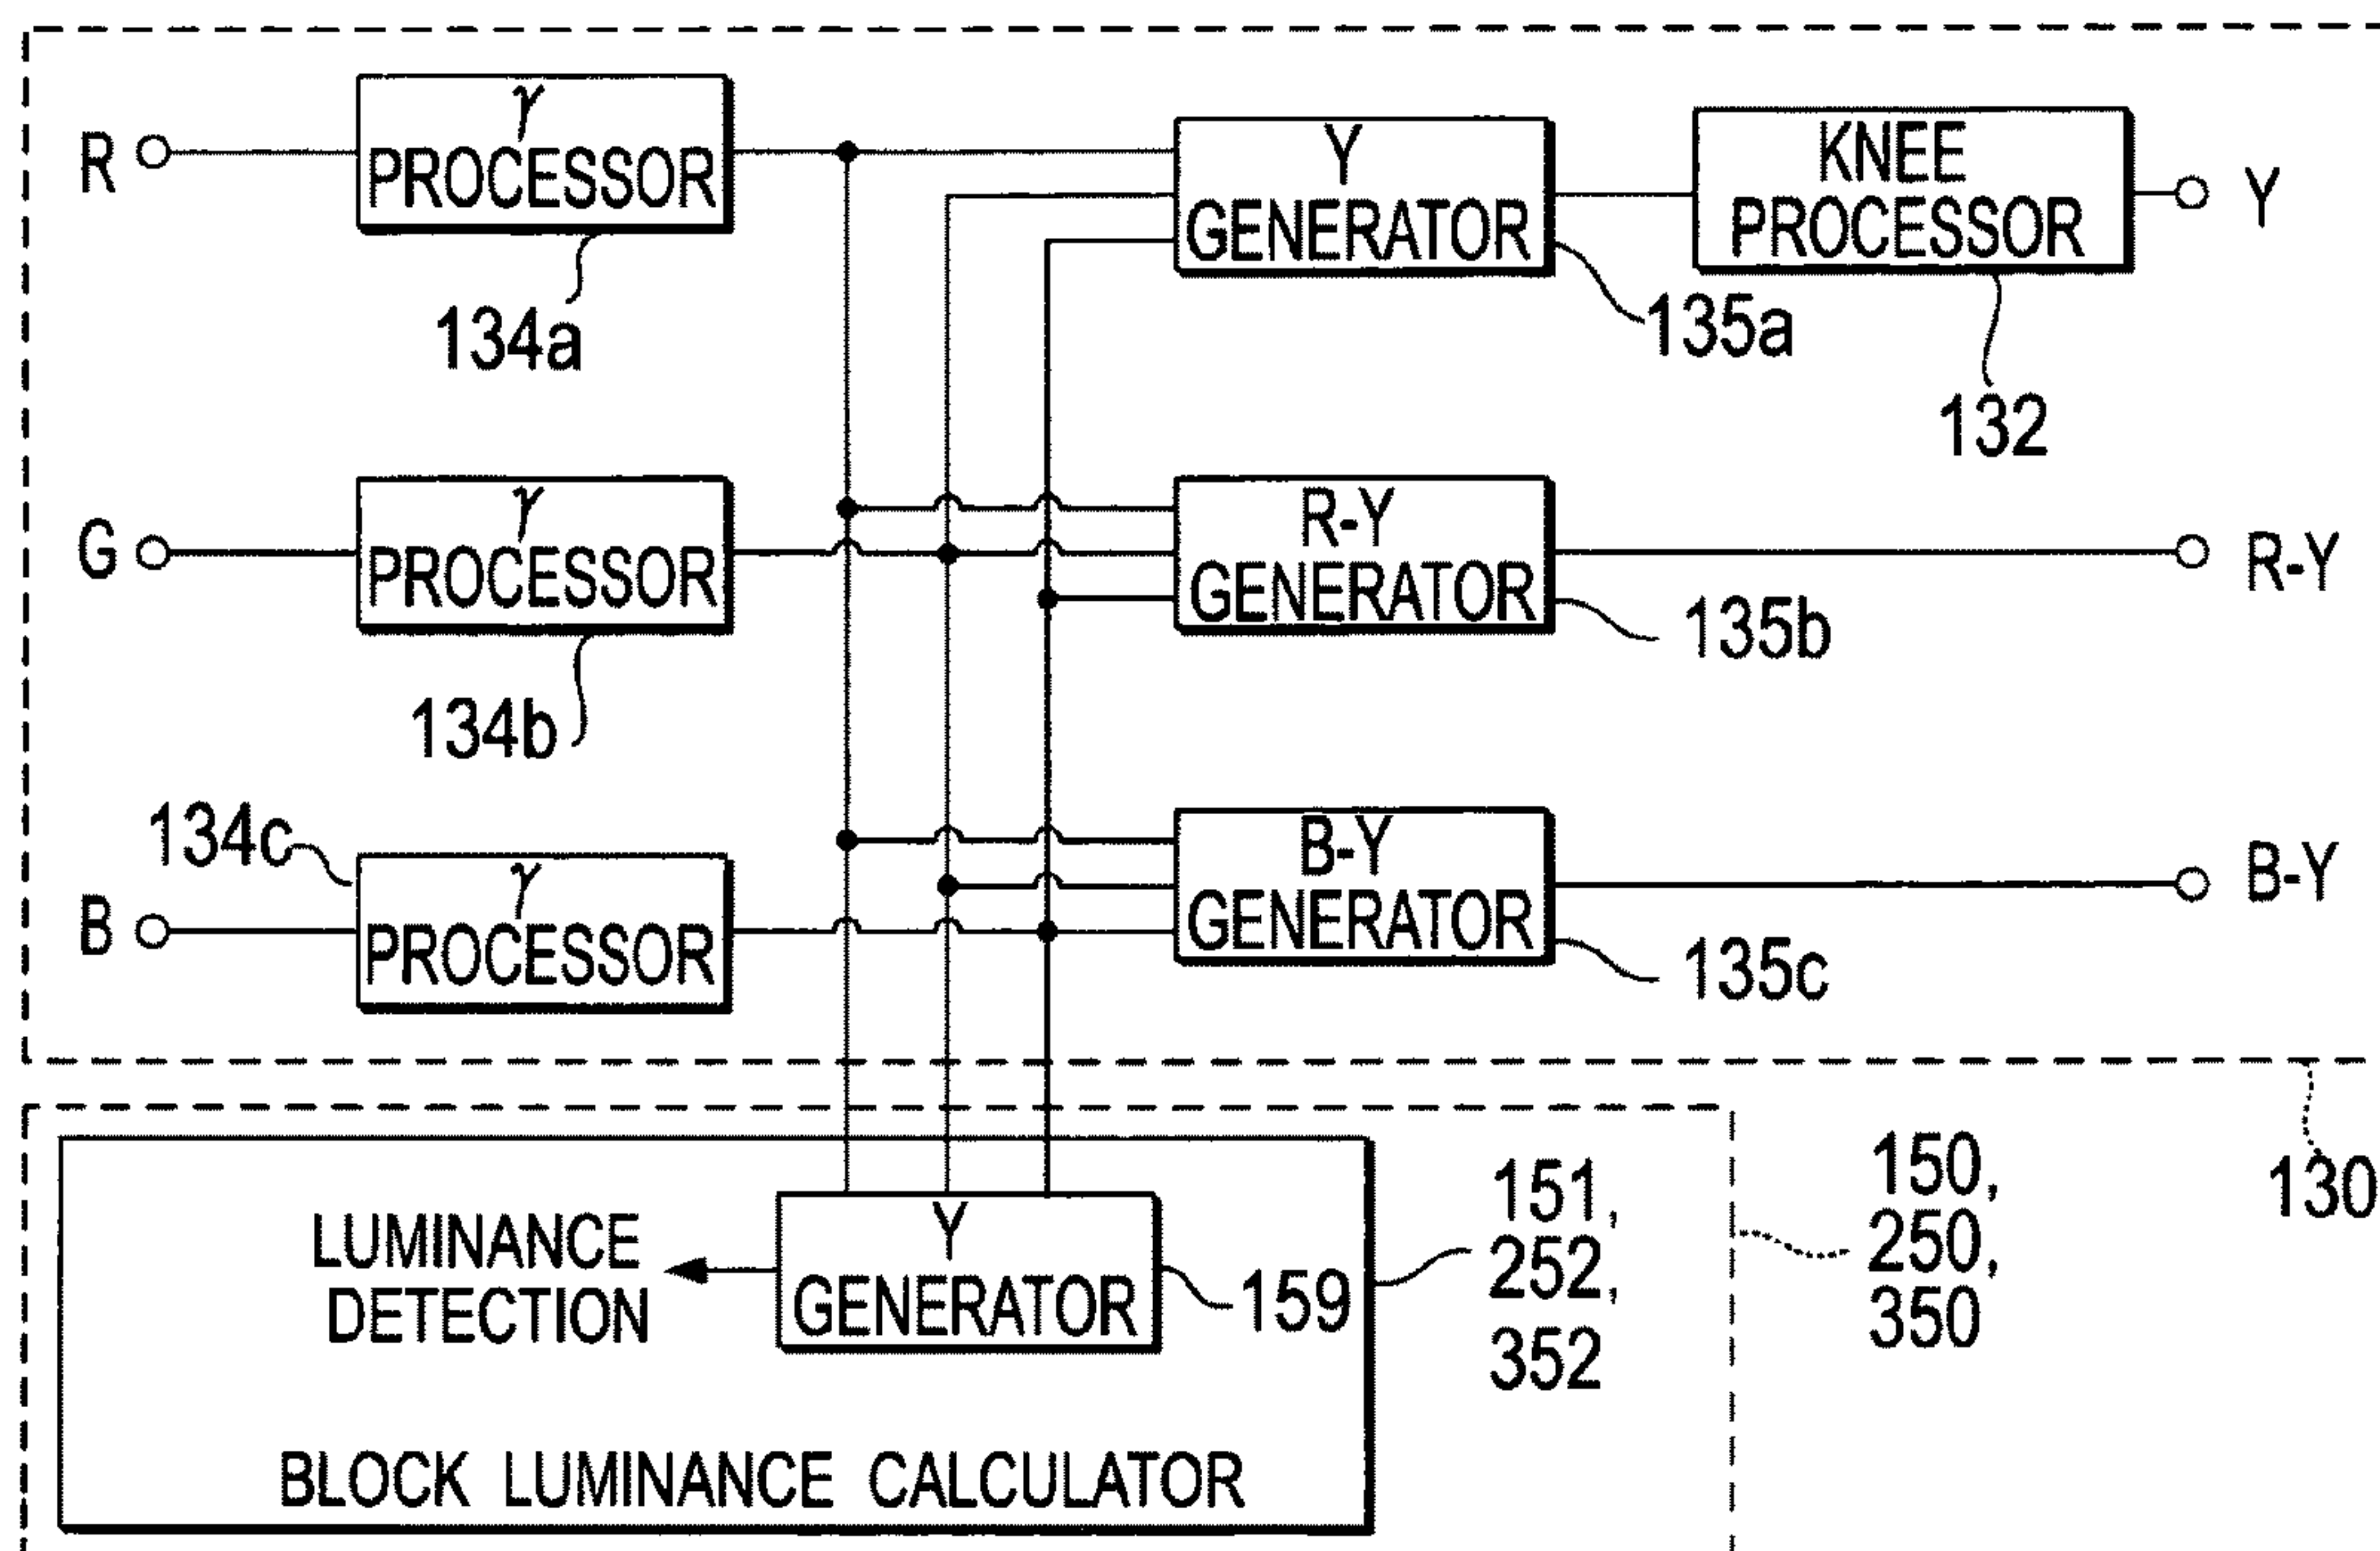 R
γ
PROCESSOR
134a
Y
GENERATOR
135a
KNEE
PROCESSOR
132
Y
G
γ
PROCESSOR
134b
R-Y
GENERATOR
135b
R-Y
134c
B
γ
PROCESSOR
B-Y
GENERATOR
135c
B-Y
130
LUMINANCE
DETECTION
Y
GENERATOR
159
151,
252,
352
150,
250,
350
BLOCK LUMINANCE CALCULATOR